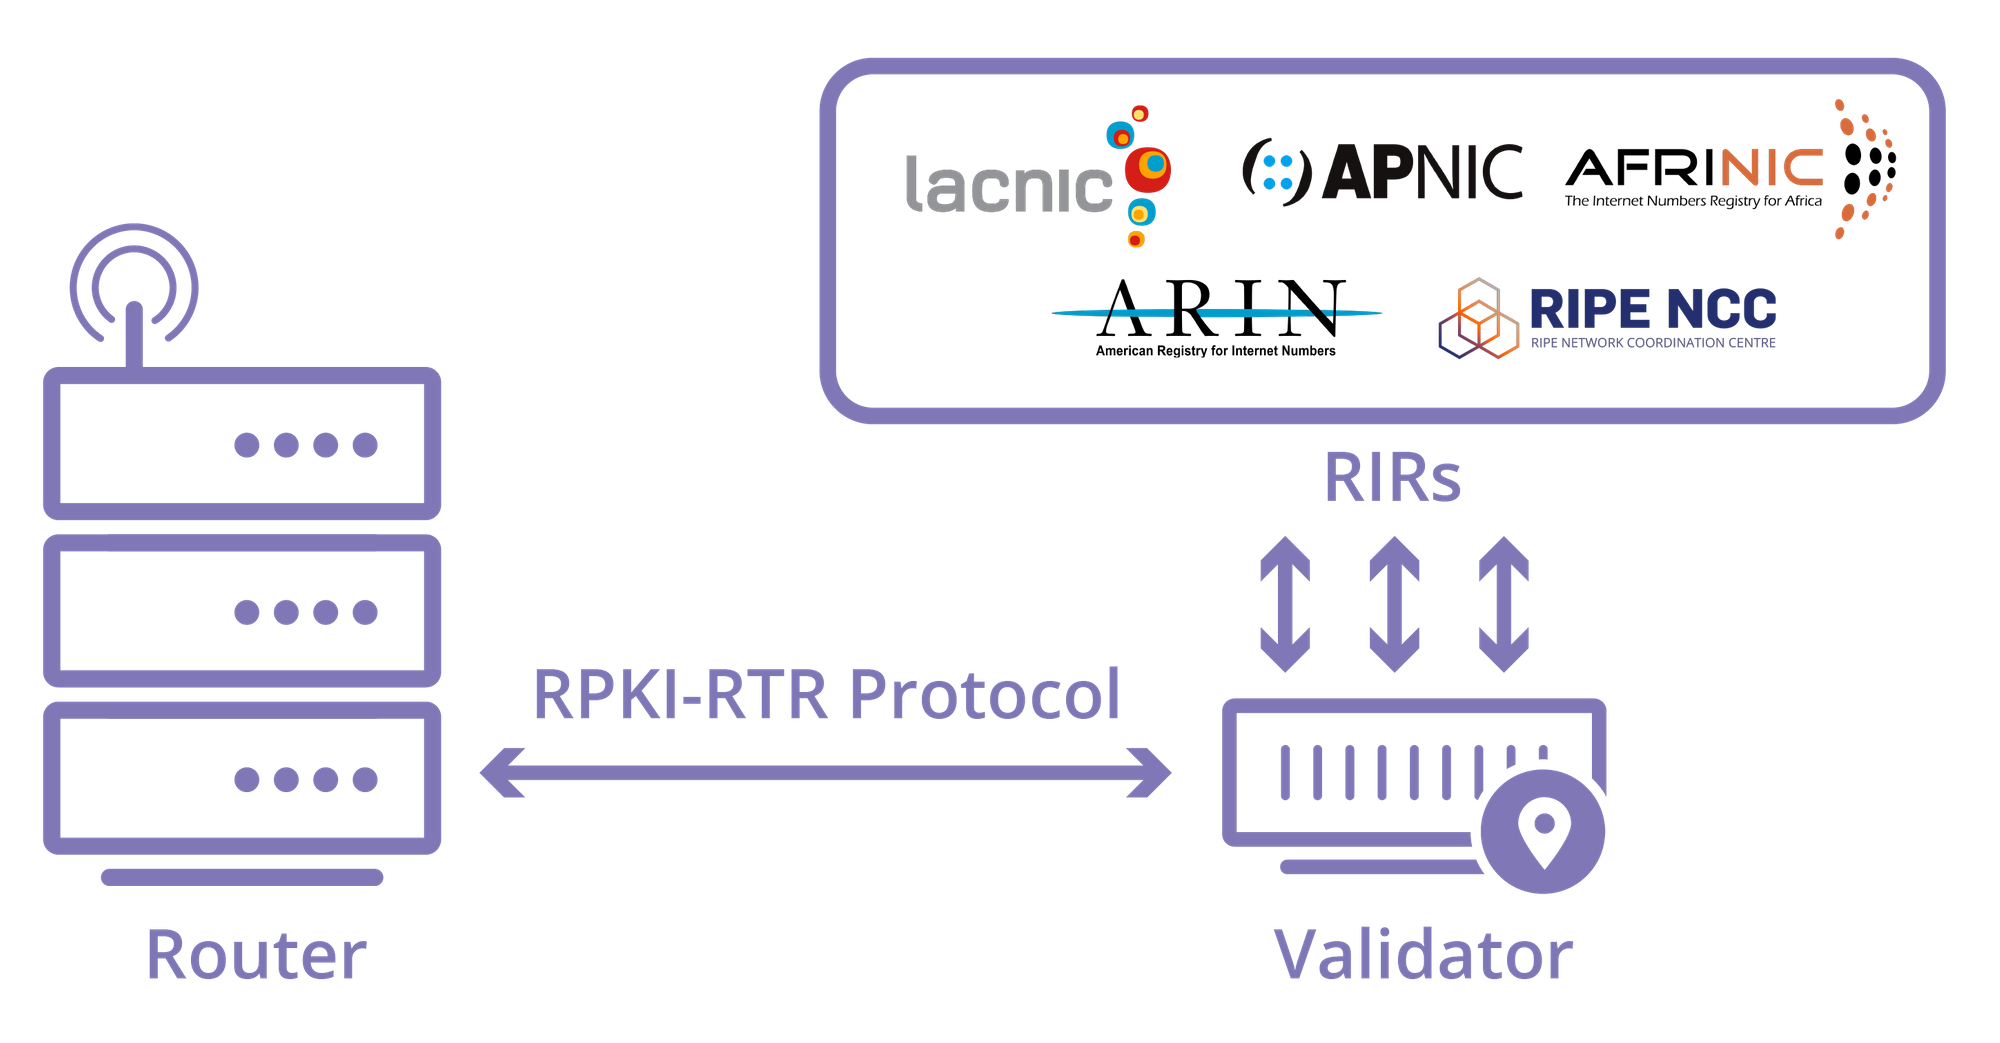 lacnic
APNIC
AFRINIC
The Internet Numbers Registry for Africa
ARIN
American Registry for Internet Numbers
RIPE NCC
RIPE NETWORK COORDINATION CENTRE
RIRs
RPKI-RTR Protocol
Router
Validator